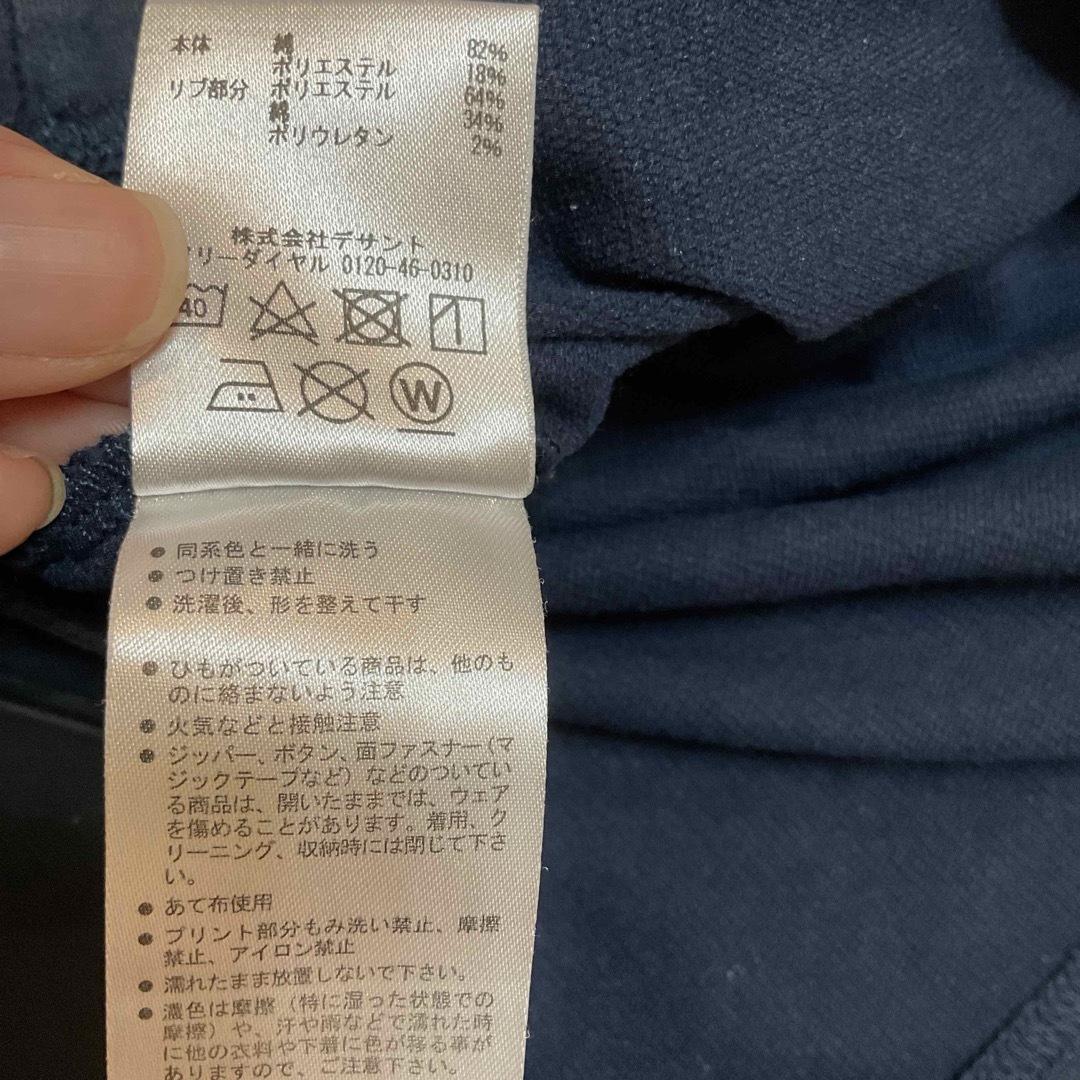 本体 綿 82%
ポリエステル 18%
リブ部分 ポリエステル 64%
綿 34%
ポリウレタン 2%
株式会社デサント
リーダイヤル 0120-46-0310
40
W
● 同系色と一緒に洗う
● つけ置き禁止
● 洗濯後、形を整えて干す
● ひもがついている商品は、他のも
のに絡まないよう注意
● 火気などと接触注意
● ジッパー、ボタン、面ファスナー(マ
ジックテープなど)などのついてい
る商品は、開いたままでは、ウェア
を傷めることがあります。着用、ク
リーニング、収納時には閉じて下さ
い。
● あて布使用
● プリント部分もみ洗い禁止、摩擦
禁止、アイロン禁止
● 濡れたまま放置しないで下さい。
● 濃色は摩擦(特に湿った状態での
摩擦)や、汗や雨などで濡れた時
に他の衣料や下着に色が移る事が
ありますので、ご注意下さい。